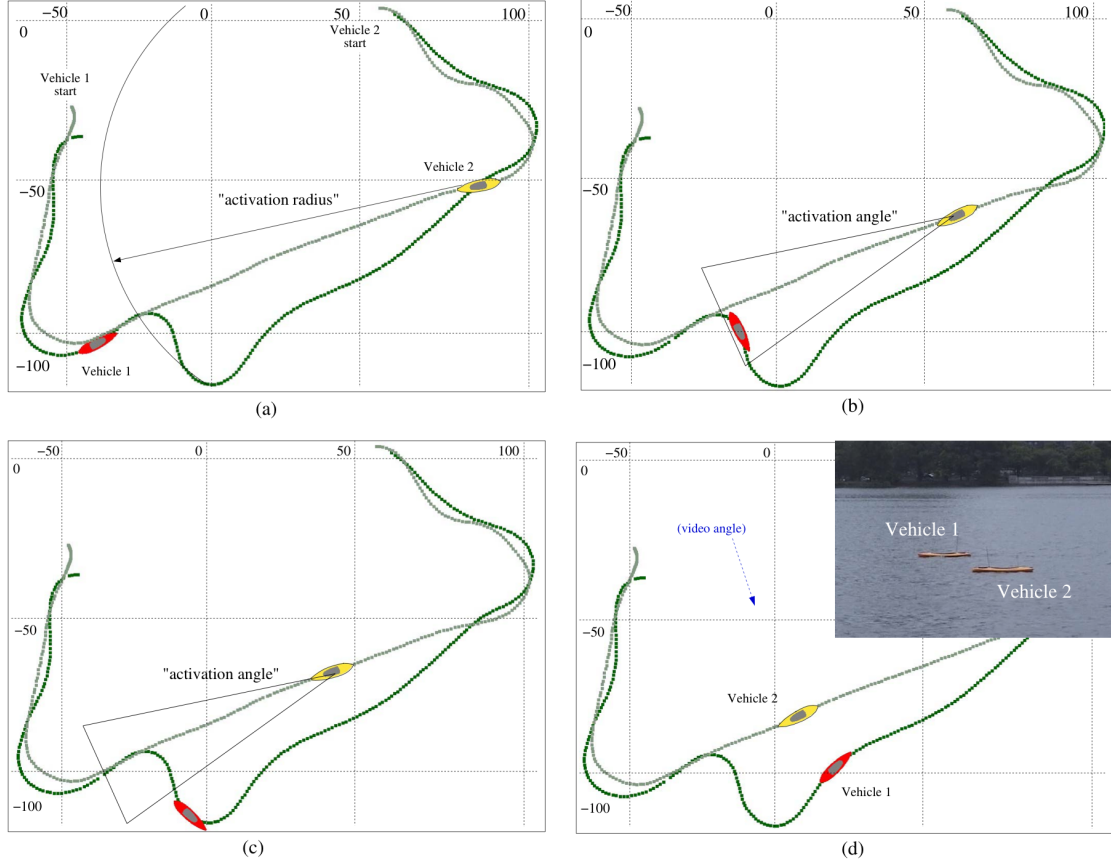 −50
0
50
100
0
Vehicle 2
start
Vehicle 1
start
Vehicle 2
−50
"activation radius"
−100
Vehicle 1
(a)
−50
0
50
100
0
−50
"activation angle"
−100
(b)
−50
0
50
100
0
−50
"activation angle"
−100
(c)
−50
0
0
(video angle)
Vehicle 1
Vehicle 2
−50
Vehicle 2
−100
Vehicle 1
(d)